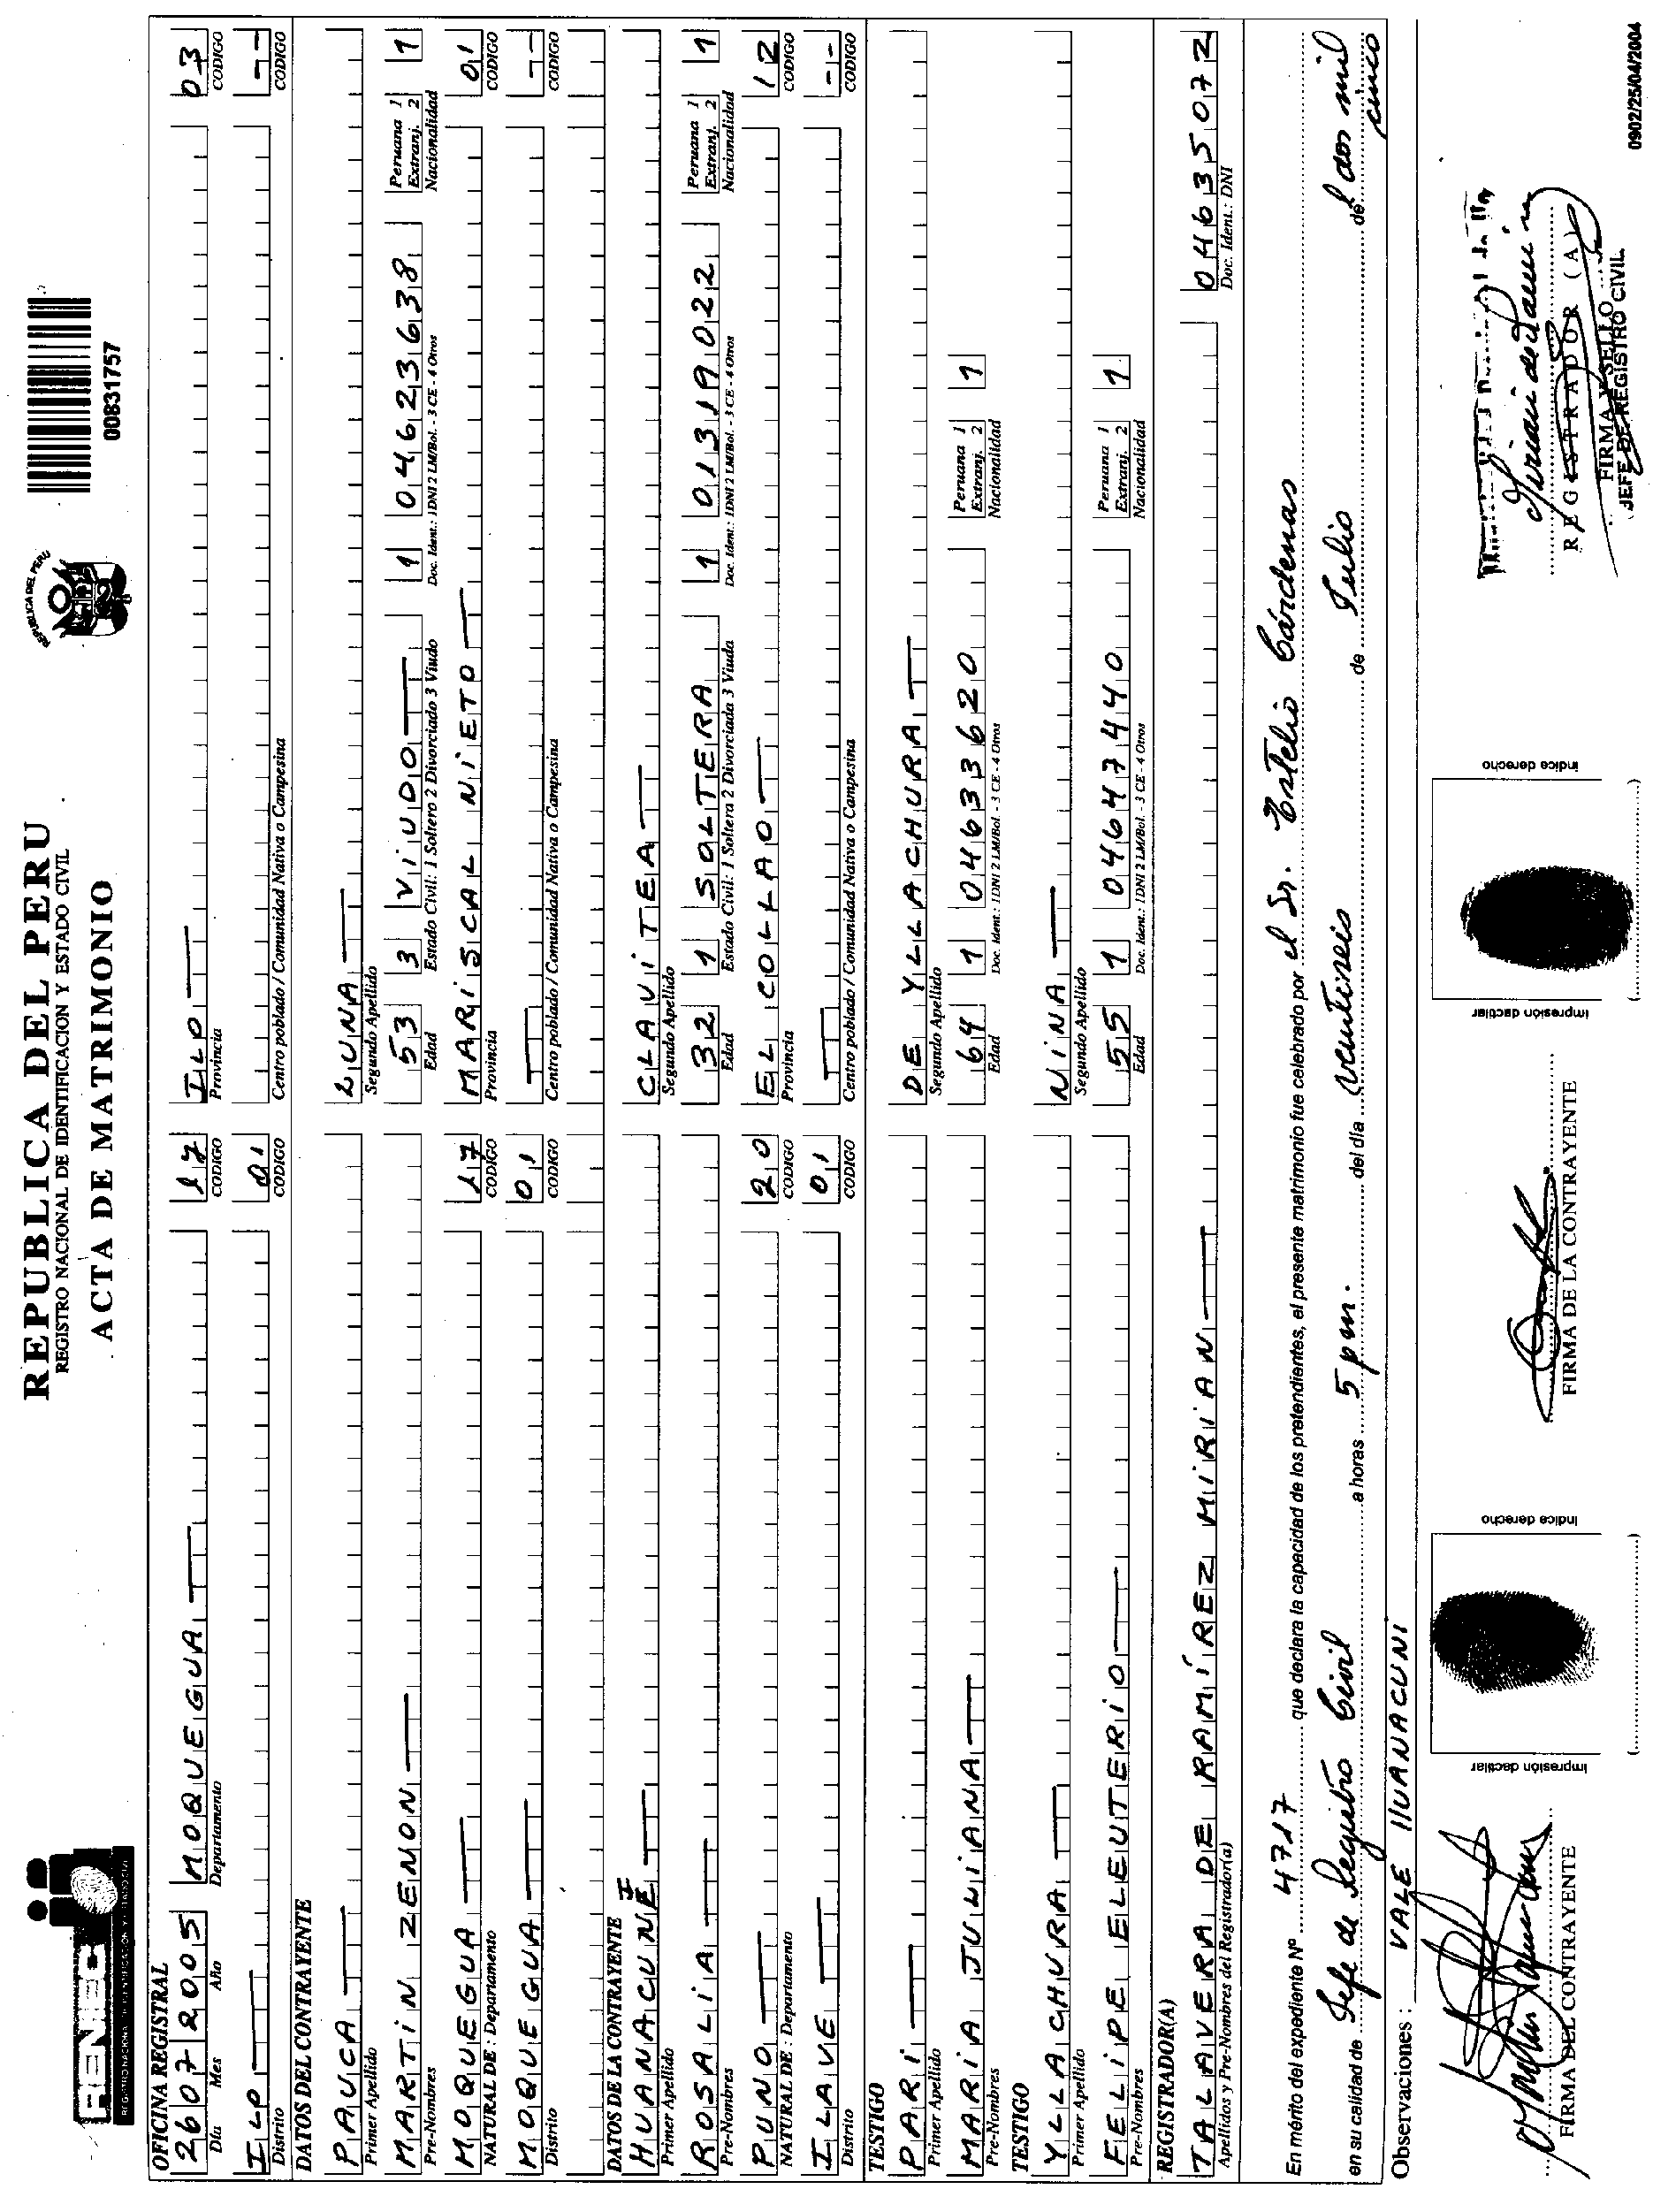 REPUBLICA DEL PERU
REGISTRO NACIONAL DE IDENTIFICACION Y ESTADO CIVIL
ACTA DE MATRIMONIO
RENIEC
REPUBLICA DEL PERU
00831757
OFICINA REGISTRAL
26 07 2005 MOQUEGUA 17 ILO 03
Día Mes Año Departamento CODIGO Provincia CODIGO
ILO 01 --
Distrito CODIGO Centro poblado / Comunidad Nativa o Campesina CODIGO
DATOS DEL CONTRAYENTE
PAUCA LUNA
Primer Apellido Segundo Apellido
MARTiN ZENON 53 3 ViUDO 1 04623638 Peruana 1 Extranj. 2 1
Pre-Nombres Edad Estado Civil: 1 Soltero 2 Divorciado 3 Viudo Doc. Ident.: 1DNI 2 LM/Bol. - 3 CE - 4 Otros Nacionalidad
MOQUEGUA 17 MARiSCAL NiETO 01
NATURAL DE : Departamento CODIGO Provincia CODIGO
MOQUEGUA 01 --
Distrito CODIGO Centro poblado / Comunidad Nativa o Campesina CODIGO
DATOS DE LA CONTRAYENTE
HUANACUNE I CLAViTEA
Primer Apellido Segundo Apellido
ROSALiA 32 1 SOLTERA 1 01319022 Peruana 1 Extranj. 2 1
Pre-Nombres Edad Estado Civil: 1 Soltera 2 Divorciada 3 Viuda Doc. Ident.: 1DNI 2 LM/Bol. - 3 CE - 4 Otros Nacionalidad
PUNO 20 EL COLLAO 12
NATURAL DE : Departamento CODIGO Provincia CODIGO
ILAVE 01 --
Distrito CODIGO Centro poblado / Comunidad Nativa o Campesina CODIGO
TESTIGO
PARi DE YLLACHURA
Primer Apellido Segundo Apellido
MARiA JULiANA 64 1 04633620 Peruana 1 Extranj. 2 1
Pre-Nombres Edad Doc. Ident.: 1DNI 2 LM/Bol. - 3 CE - 4 Otros Nacionalidad
TESTIGO
YLLACHURA NiNA
Primer Apellido Segundo Apellido
FELiPE ELEUTERiO 55 1 04647440 Peruana 1 Extranj. 2 1
Pre-Nombres Edad Doc. Ident.: 1DNI 2 LM/Bol. - 3 CE - 4 Otros Nacionalidad
REGISTRADOR(A)
TALAVERA DE RAMÍREZ MiRiAN 04635072
Apellidos y Pre-Nombres del Registrador(a) Doc. Ident.: DNI
En mérito del expediente Nº 4717 que declara la capacidad de los pretendientes, el presente matrimonio fue celebrado por el Sr. Estelio Cárdenas
en su calidad de Jefe de Registro Civil a horas 5 pm. del día veintiseis de Julio de l dos mil cinco
Observaciones : VALE HUANACUNI
impresión dactilar índice derecho
impresión dactilar índice derecho
FIRMA DEL CONTRAYENTE
FIRMA DE LA CONTRAYENTE
REGISTRADOR (A)
FIRMA Y SELLO
JEFE DE REGISTRO CIVIL
0902/25/04/2004